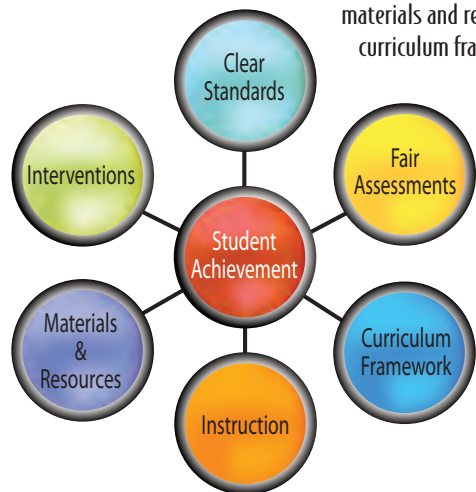 materials and re
curriculum fra
Clear
Standards
Fair
Assessments
Curriculum
Framework
Instruction
Materials
&
Resources
Interventions
Student
Achievement